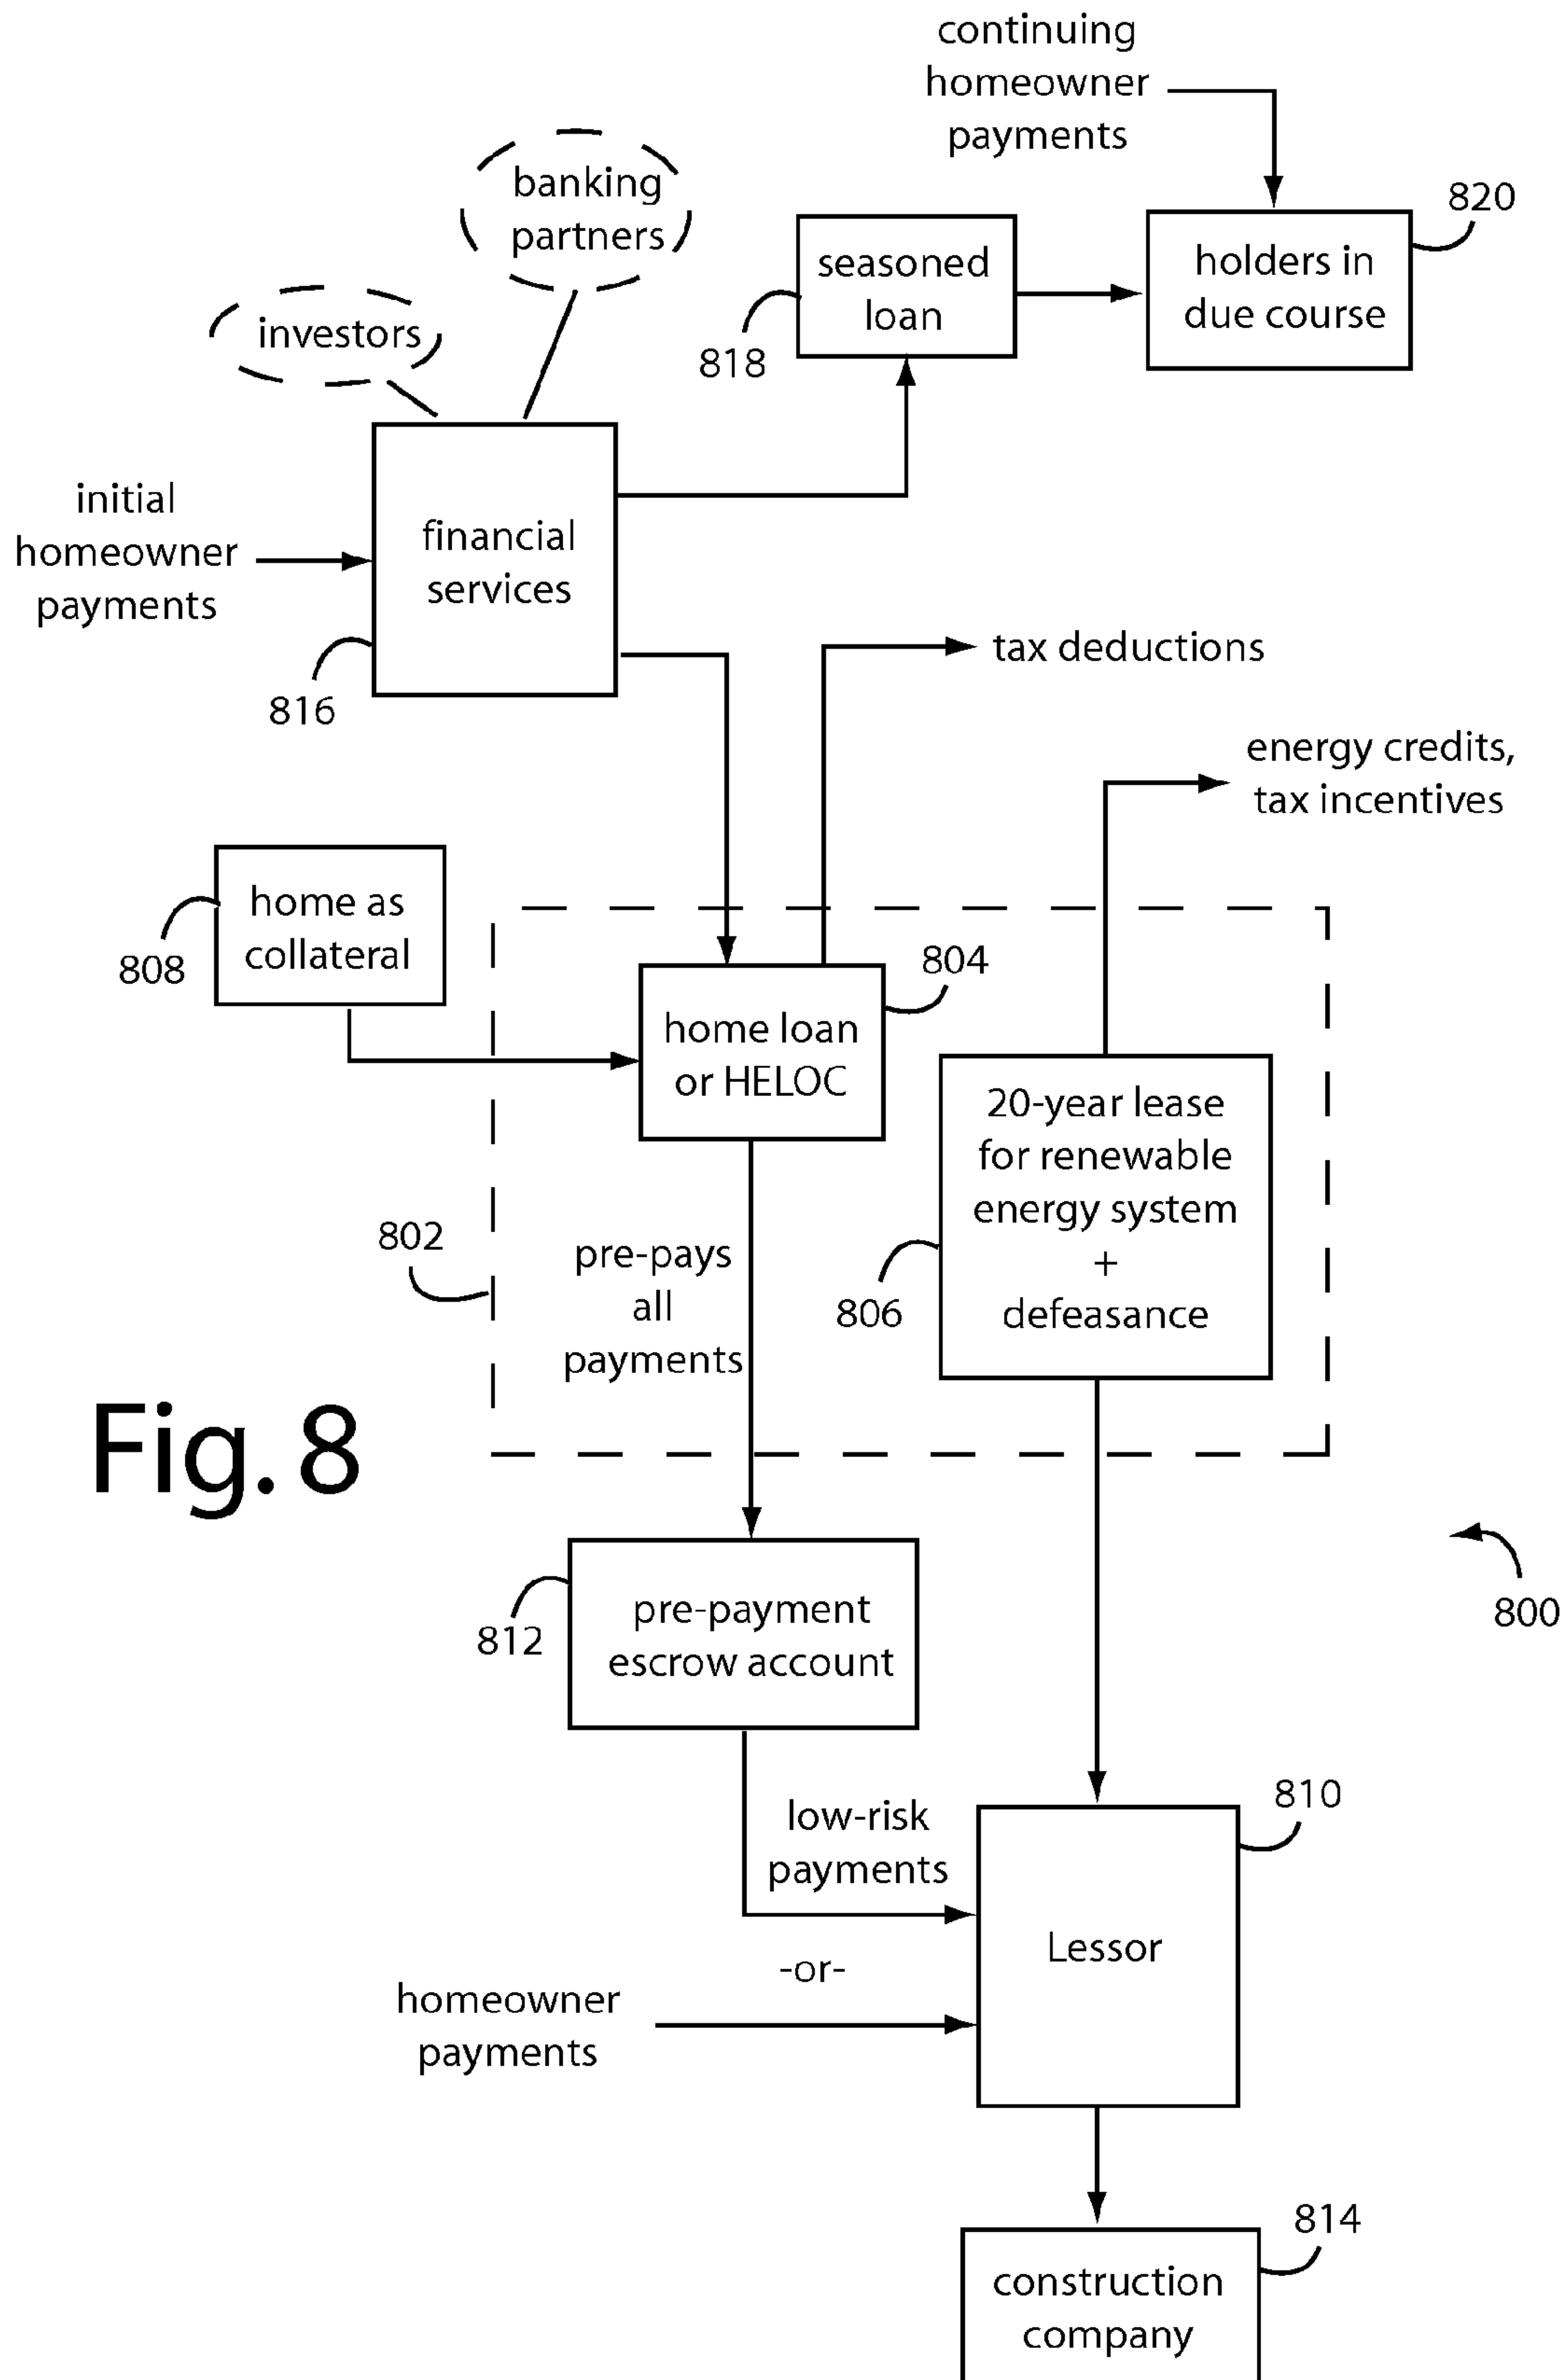 continuing
homeowner
payments
820
banking
partners
seasoned
loan
818
holders in
due course
investors
initial
homeowner
payments
financial
services
816
tax deductions
energy credits,
tax incentives
home as
collateral
808
804
home loan
or HELOC
20-year lease
for renewable
energy system
+
defeasance
802
806
pre-pays
all
payments
Fig. 8
pre-payment
escrow account
812
800
810
low-risk
payments
Lessor
-or-
homeowner
payments
814
construction
company